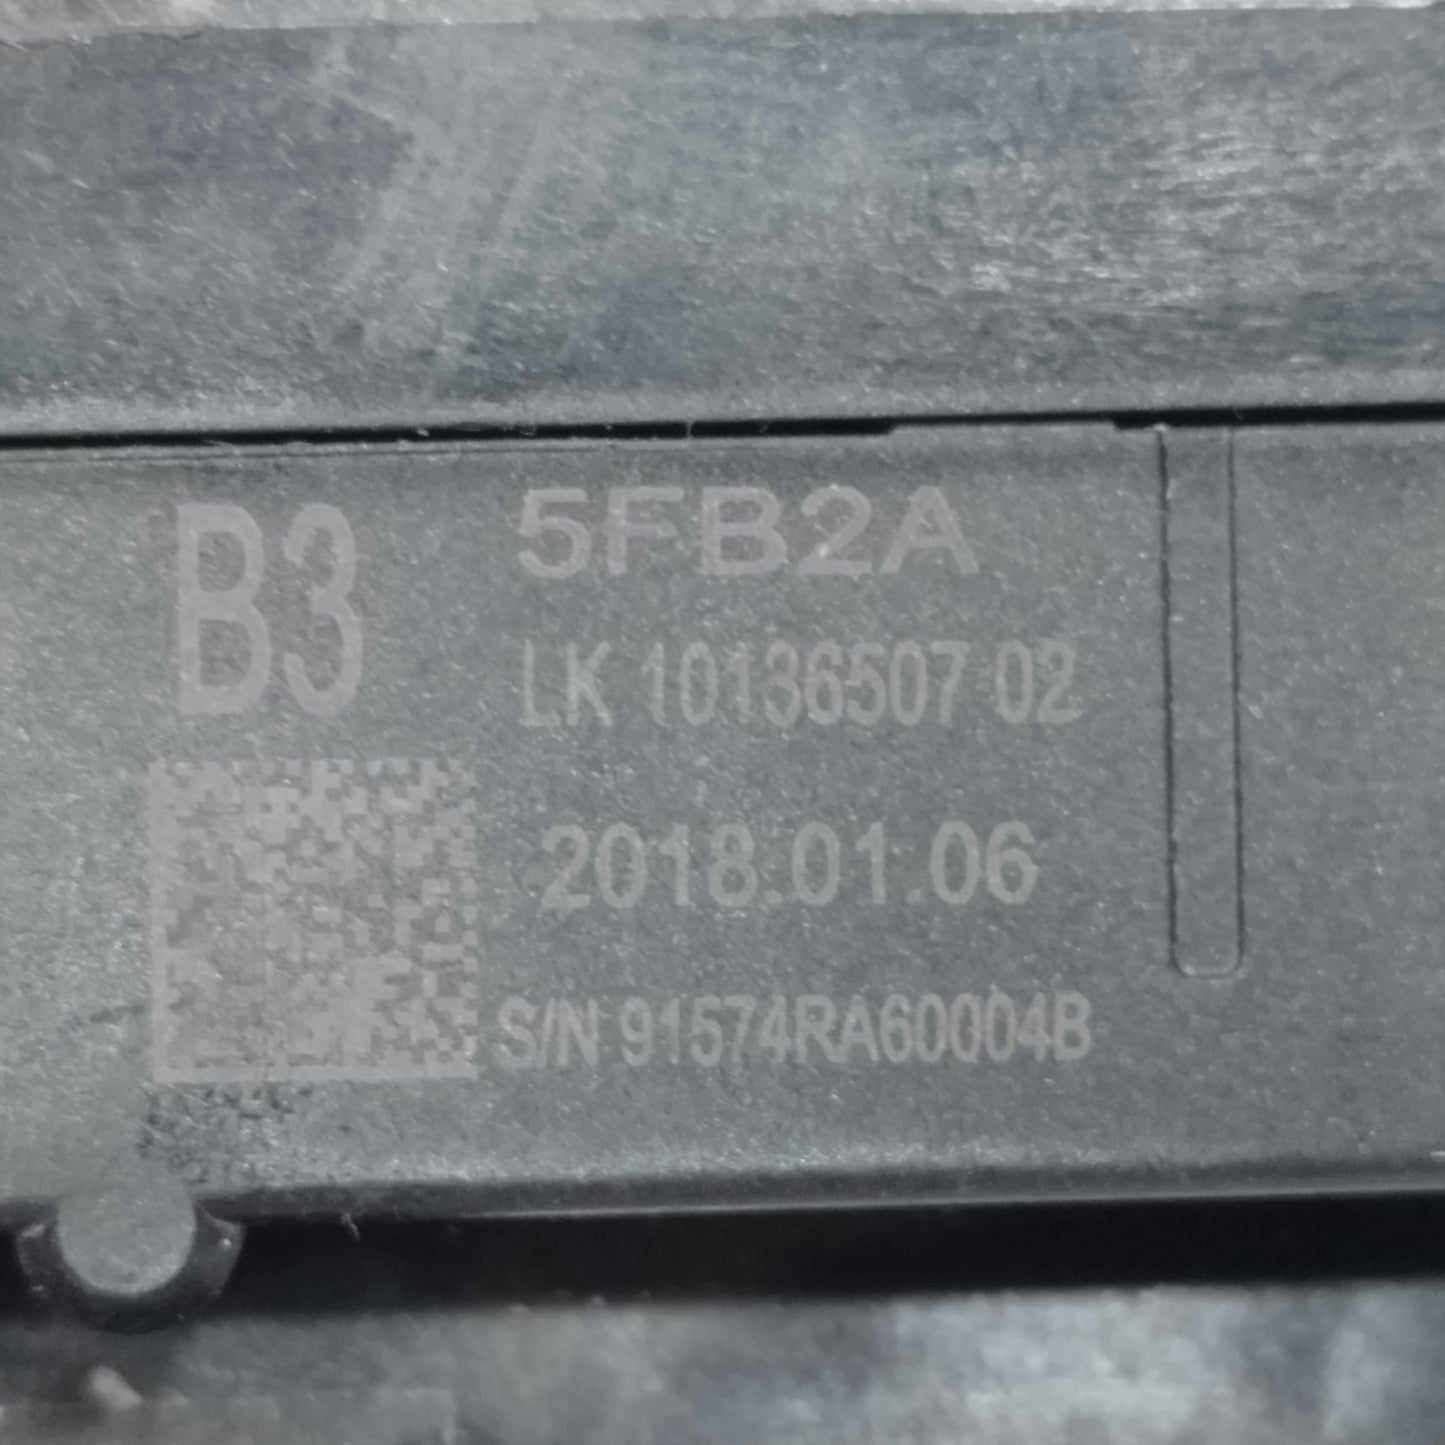 B3
5FB2A
LK 10136507 02
2018.01.06
S/N 91574RA60004B